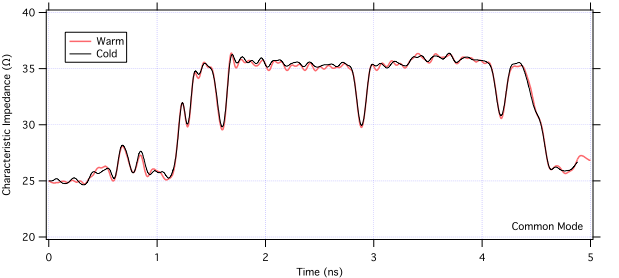 40
35
30
25
20
Characteristic Impedance (Ω)
Warm
Cold
Common Mode
0 1 2 3 4 5
Time (ns)